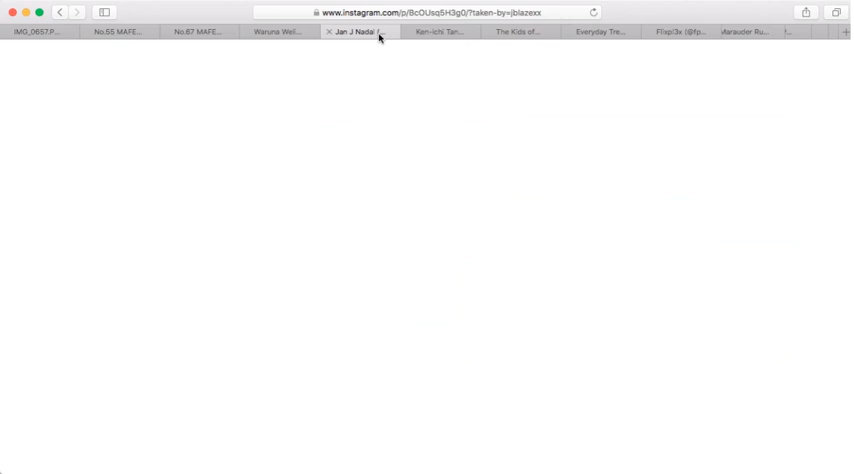 www.instagram.com/p/BcOUsq5H3g0/?taken-by=jblazexx
IMG_0657.P... No.55 MAFE... No.67 MAFE... Waruna Well... Jan J Nadal (... Ken-ichi Tan... The Kids of... Everyday Tre... Flixpl3x (@fp... Marauder Ru...